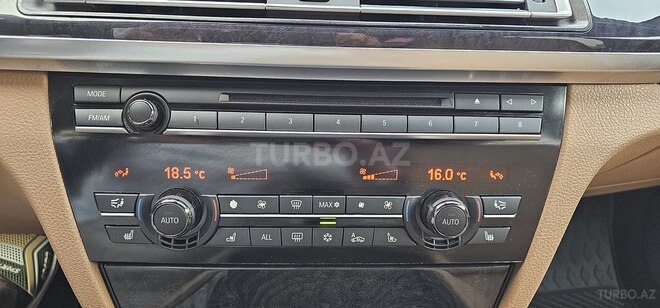 MODE
FM/AM 1 2 3 4 5 6 7 8
TURBO.AZ
18.5 °C 16.0 °C
AUTO MAX AUTO
ALL A
TURBO.AZ